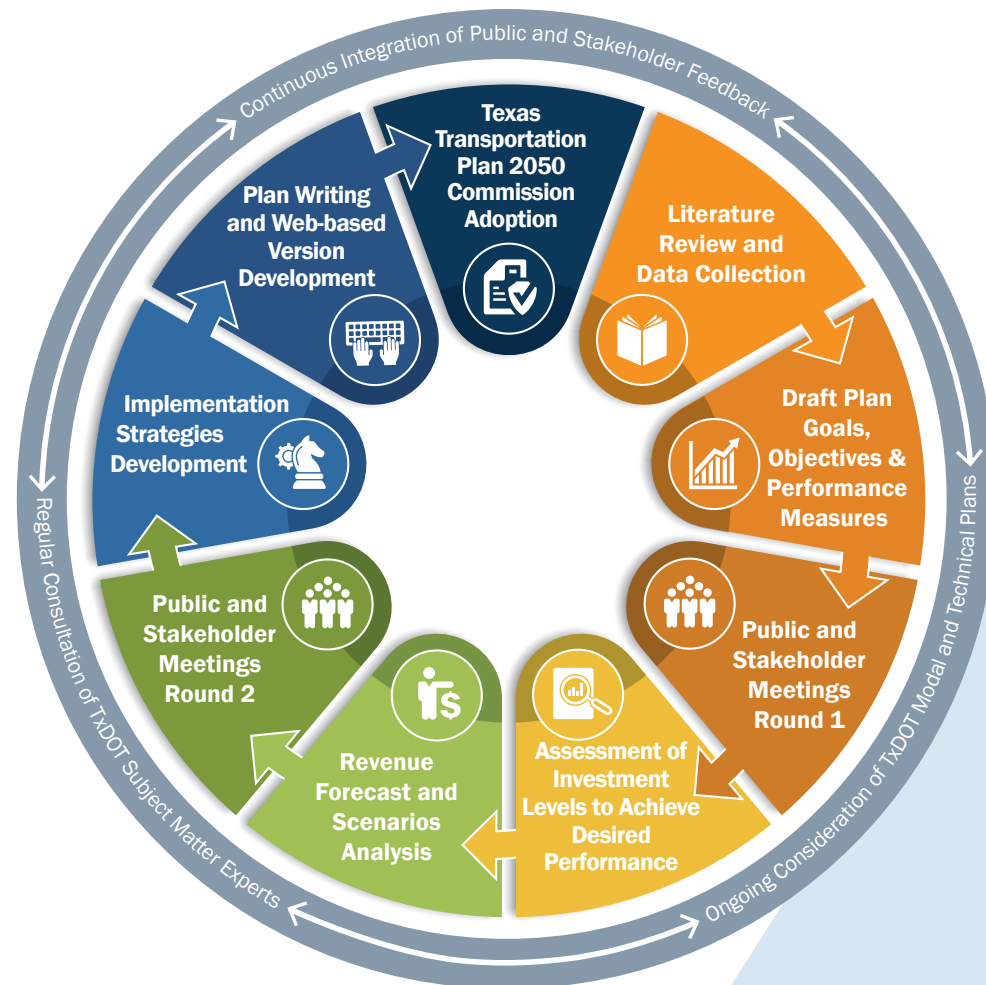 Continuous Integration of Public and Stakeholder Feedback
Texas
Transportation
Plan 2050
Commission
Adoption
Literature
Review and
Data Collection
Draft Plan
Goals,
Objectives &
Performance
Measures
Public and
Stakeholder
Meetings
Round 1
Assessment of
Investment
Levels to Achieve
Desired
Performance
Revenue
Forecast and
Scenarios
Analysis
Public and
Stakeholder
Meetings
Round 2
Implementation
Strategies
Development
Plan Writing
and Web-based
Version
Development
Ongoing Consideration of TxDOT Modal and Technical Plans
Regular Consultation of TxDOT Subject Matter Experts
$